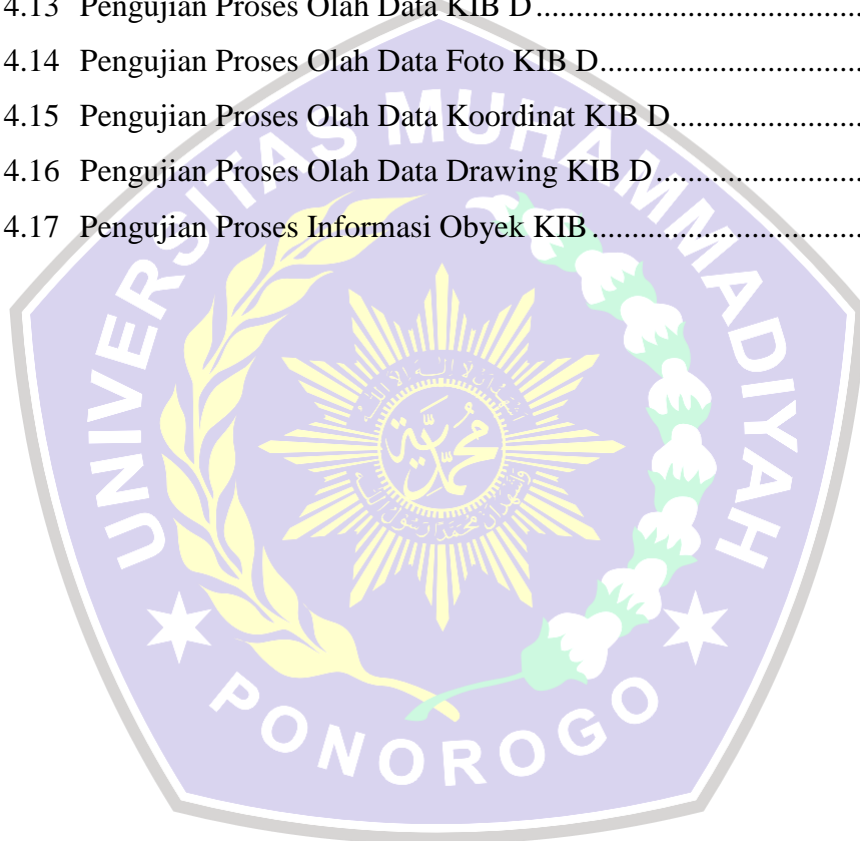 4.13 Pengujian Proses Olah Data KIB D........................................
4.14 Pengujian Proses Olah Data Foto KIB D................................
4.15 Pengujian Proses Olah Data Koordinat KIB D.......................
4.16 Pengujian Proses Olah Data Drawing KIB D.........................
4.17 Pengujian Proses Informasi Obyek KIB.................................
UNIVERSITAS MUHAMMADIYAH
محمدية
PONOROGO